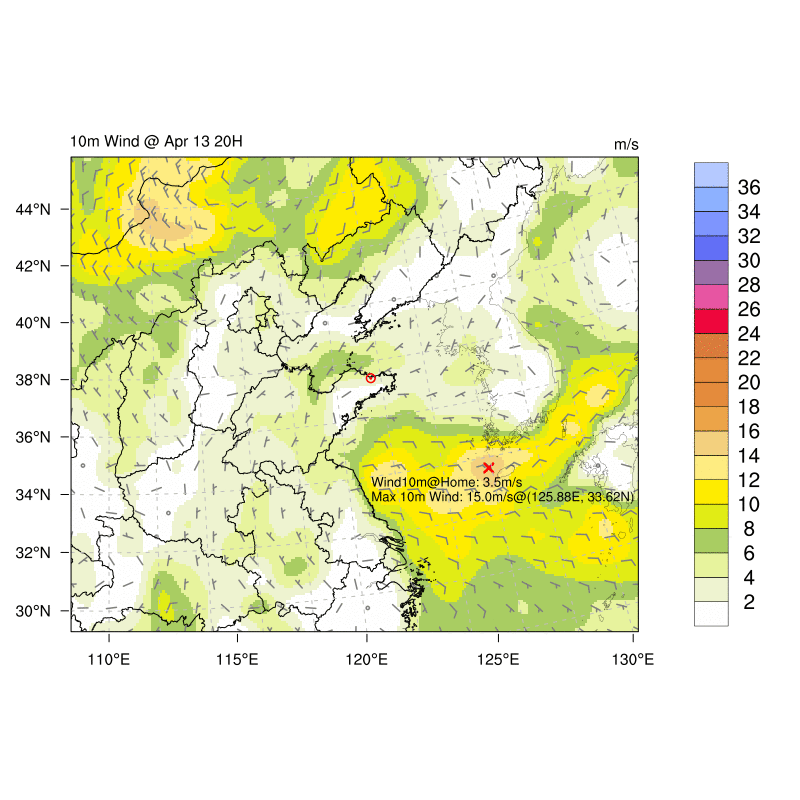 10m Wind @ Apr 13 20H
m/s
44°N
42°N
40°N
38°N
36°N
34°N
32°N
30°N
110°E
115°E
120°E
125°E
130°E
Wind10m@Home: 3.5m/s
Max 10m Wind: 15.0m/s@(125.88E, 33.62N)
36
34
32
30
28
26
24
22
20
18
16
14
12
10
8
6
4
2